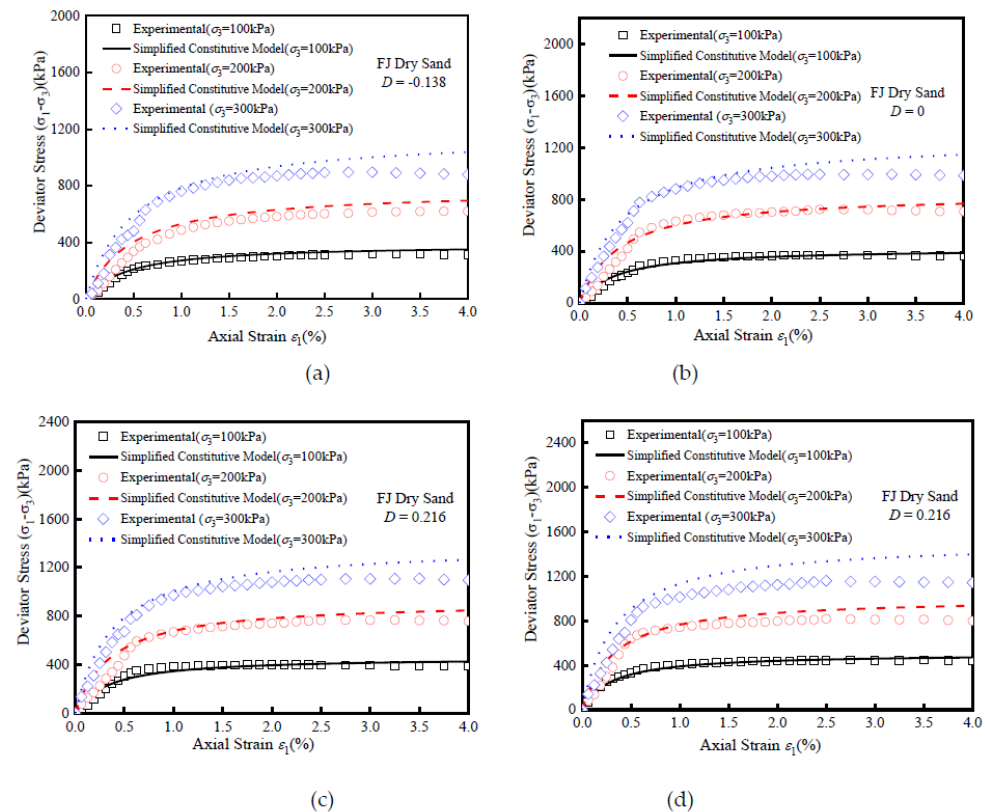 2000
1600
1200
800
400
0
Deviator Stress (σ1-σ3)(kPa)
Experimental(σ3=100kPa)
Simplified Constitutive Model(σ3=100kPa)
Experimental(σ3=200kPa)
Simplified Constitutive Model(σ3=200kPa)
Experimental (σ3=300kPa)
Simplified Constitutive Model(σ3=300kPa)
FJ Dry Sand
D = -0.138
0.0 0.5 1.0 1.5 2.0 2.5 3.0 3.5 4.0
Axial Strain ε1(%)
(a)
2000
1600
1200
800
400
0
Deviator Stress (σ1-σ3)(kPa)
Experimental(σ3=100kPa)
Simplified Constitutive Model(σ3=100kPa)
Experimental(σ3=200kPa)
Simplified Constitutive Model(σ3=200kPa)
Experimental (σ3=300kPa)
Simplified Constitutive Model(σ3=300kPa)
FJ Dry Sand
D = 0
0.0 0.5 1.0 1.5 2.0 2.5 3.0 3.5 4.0
Axial Strain ε1(%)
(b)
2400
2000
1600
1200
800
400
0
Deviator Stress (σ1-σ3)(kPa)
Experimental(σ3=100kPa)
Simplified Constitutive Model(σ3=100kPa)
Experimental(σ3=200kPa)
Simplified Constitutive Model(σ3=200kPa)
Experimental (σ3=300kPa)
Simplified Constitutive Model(σ3=300kPa)
FJ Dry Sand
D = 0.216
0.0 0.5 1.0 1.5 2.0 2.5 3.0 3.5 4.0
Axial Strain ε1(%)
(c)
2400
2000
1600
1200
800
400
0
Deviator Stress (σ1-σ3)(kPa)
Experimental(σ3=100kPa)
Simplified Constitutive Model(σ3=100kPa)
Experimental(σ3=200kPa)
Simplified Constitutive Model(σ3=200kPa)
Experimental (σ3=300kPa)
Simplified Constitutive Model(σ3=300kPa)
FJ Dry Sand
D = 0.216
0.0 0.5 1.0 1.5 2.0 2.5 3.0 3.5 4.0
Axial Strain ε1(%)
(d)